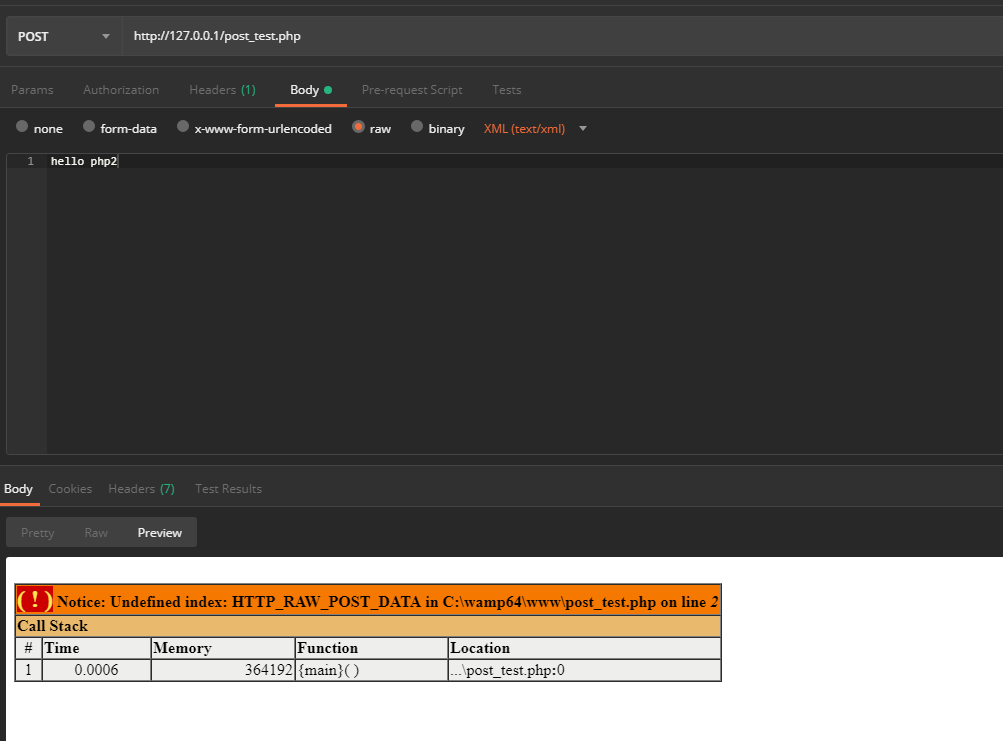 POST http://127.0.0.1/post_test.php
Params Authorization Headers (1) Body Pre-request Script Tests
none form-data x-www-form-urlencoded raw binary XML (text/xml)
1 hello php2
Body Cookies Headers (7) Test Results
Pretty Raw Preview
( ! ) Notice: Undefined index: HTTP_RAW_POST_DATA in C:\wamp64\www\post_test.php on line 2
Call Stack
# Time Memory Function Location
1 0.0006 364192 {main}( ) ...\post_test.php:0